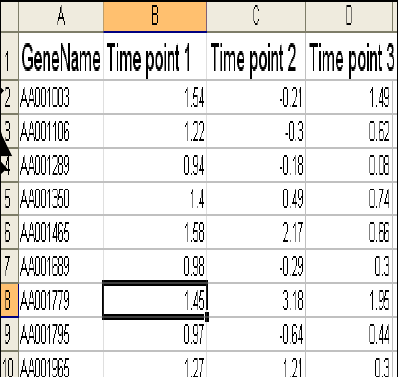 A B C D
1 GeneName Time point 1 Time point 2 Time point 3
2 AA001003 1.54 -0.21 1.49
3 AA001106 1.22 -0.3 0.62
4 AA001289 0.94 -0.18 0.08
5 AA001350 1.4 0.49 0.74
6 AA001465 1.58 2.17 0.66
7 AA001689 0.98 -0.29 0.3
8 AA001779 1.45 3.18 1.95
9 AA001795 0.97 -0.64 0.44
10 AA001965 1.27 1.21 0.3